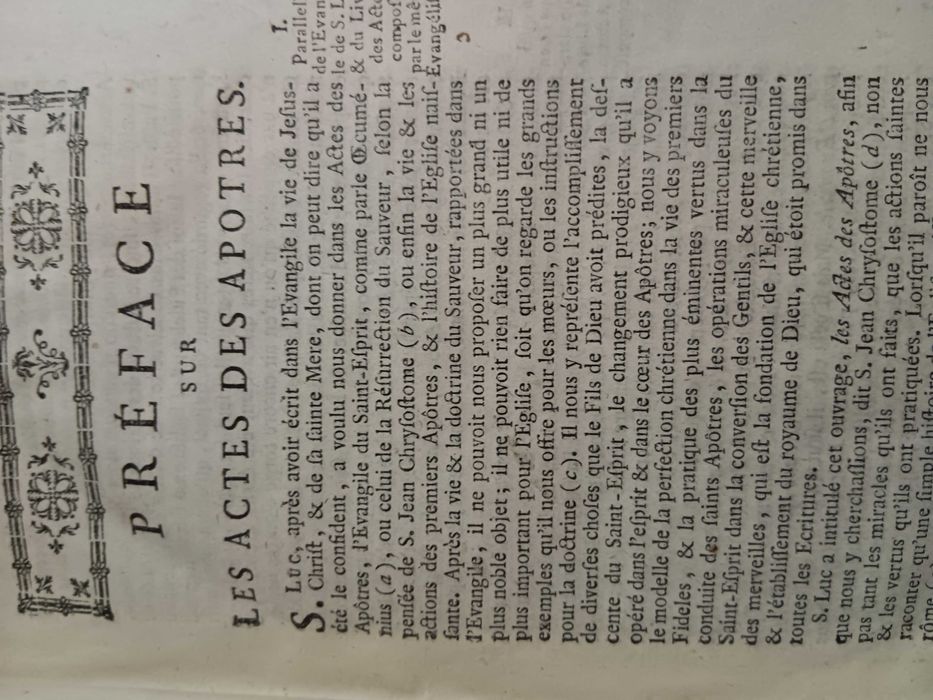 PRÉFACE
SUR
LES ACTES DES APOTRES.
S. LUC, après avoir écrit dans l'Evangile la vie de Jeſus-
Chriſt, & de ſa ſainte Mere, dont on peut dire qu'il a
été le confident, a voulu nous donner dans les Actes des
Apôtres, l'Evangile du Saint-Eſprit, comme parle Œcumé-
nius (a), ou celui de la Réſurrection du Sauveur, ſelon la
penſée de S. Jean Chryſoſtome (b), ou enfin la vie & les
actions des premiers Apôtres, & l'hiſtoire de l'Egliſe naiſ-
ſante. Après la vie & la doctrine du Sauveur, rapportées dans
l'Evangile, il ne pouvoit nous propoſer un plus grand ni un
plus noble objet; il ne pouvoit rien faire de plus utile ni de
plus important pour l'Egliſe, ſoit qu'on regarde les grands
exemples qu'il nous offre pour les mœurs, ou les inſtructions
pour la doctrine (c). Il nous y repréſente l'accompliſſement
de diverſes choſes que le Fils de Dieu avoit prédites, la deſ-
cente du Saint-Eſprit, le changement prodigieux qu'il a
opéré dans l'eſprit & dans le cœur des Apôtres; nous y voyons
le modelle de la perfection chrétienne dans la vie des premiers
Fideles, & la pratique des plus éminentes vertus dans la
conduite des ſaints Apôtres, les opérations miraculeuſes du
Saint-Eſprit dans la converſion des Gentils, & cette merveille
des merveilles, qui eſt la fondation de l'Egliſe chrétienne,
& l'établiſſement du royaume de Dieu, qui étoit promis dans
toutes les Ecritures.
S. Luc a intitulé cet ouvrage, les Actes des Apôtres, afin
que nous y cherchaſſions, dit S. Jean Chryſoſtome (d), non
pas tant les miracles qu'ils ont faits, que les actions ſaintes
& les vertus qu'ils ont pratiquées. Lorſqu'il paroît ne nous
raconter qu'une ſimple hiſtoire de
I.
Parallel
de l'Evan
le de S. L
& du Liv
des Acte
compoſ
par le mê
Evangéliſ